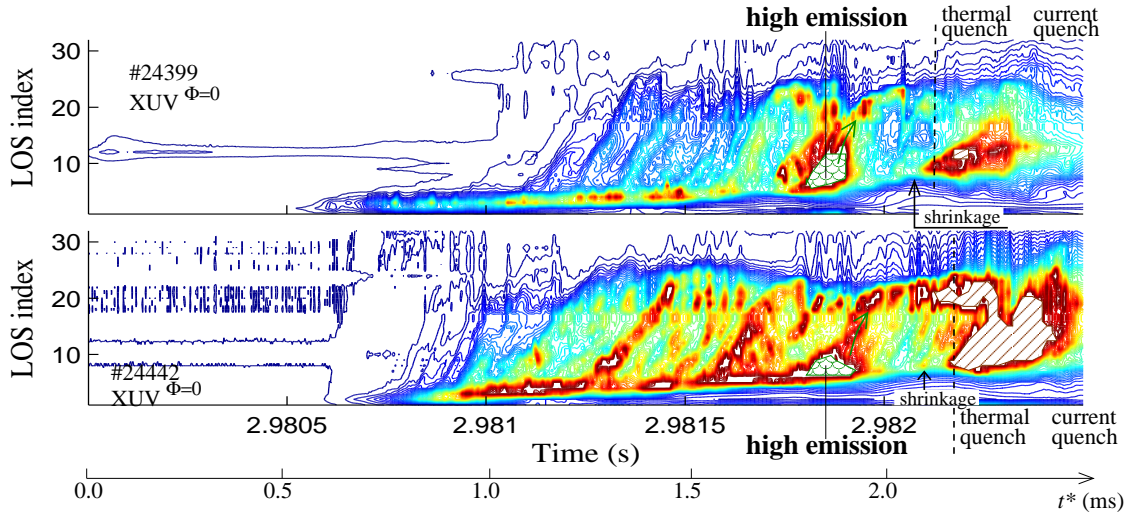 high emission
thermal quench
current quench
30
20
10
LOS index
#24399
XUV Φ=0
shrinkage
30
20
10
LOS index
#24442
XUV Φ=0
shrinkage
2.9805
2.981
2.9815
2.982
Time (s)
high emission
thermal quench
current quench
0.0
0.5
1.0
1.5
2.0
t* (ms)